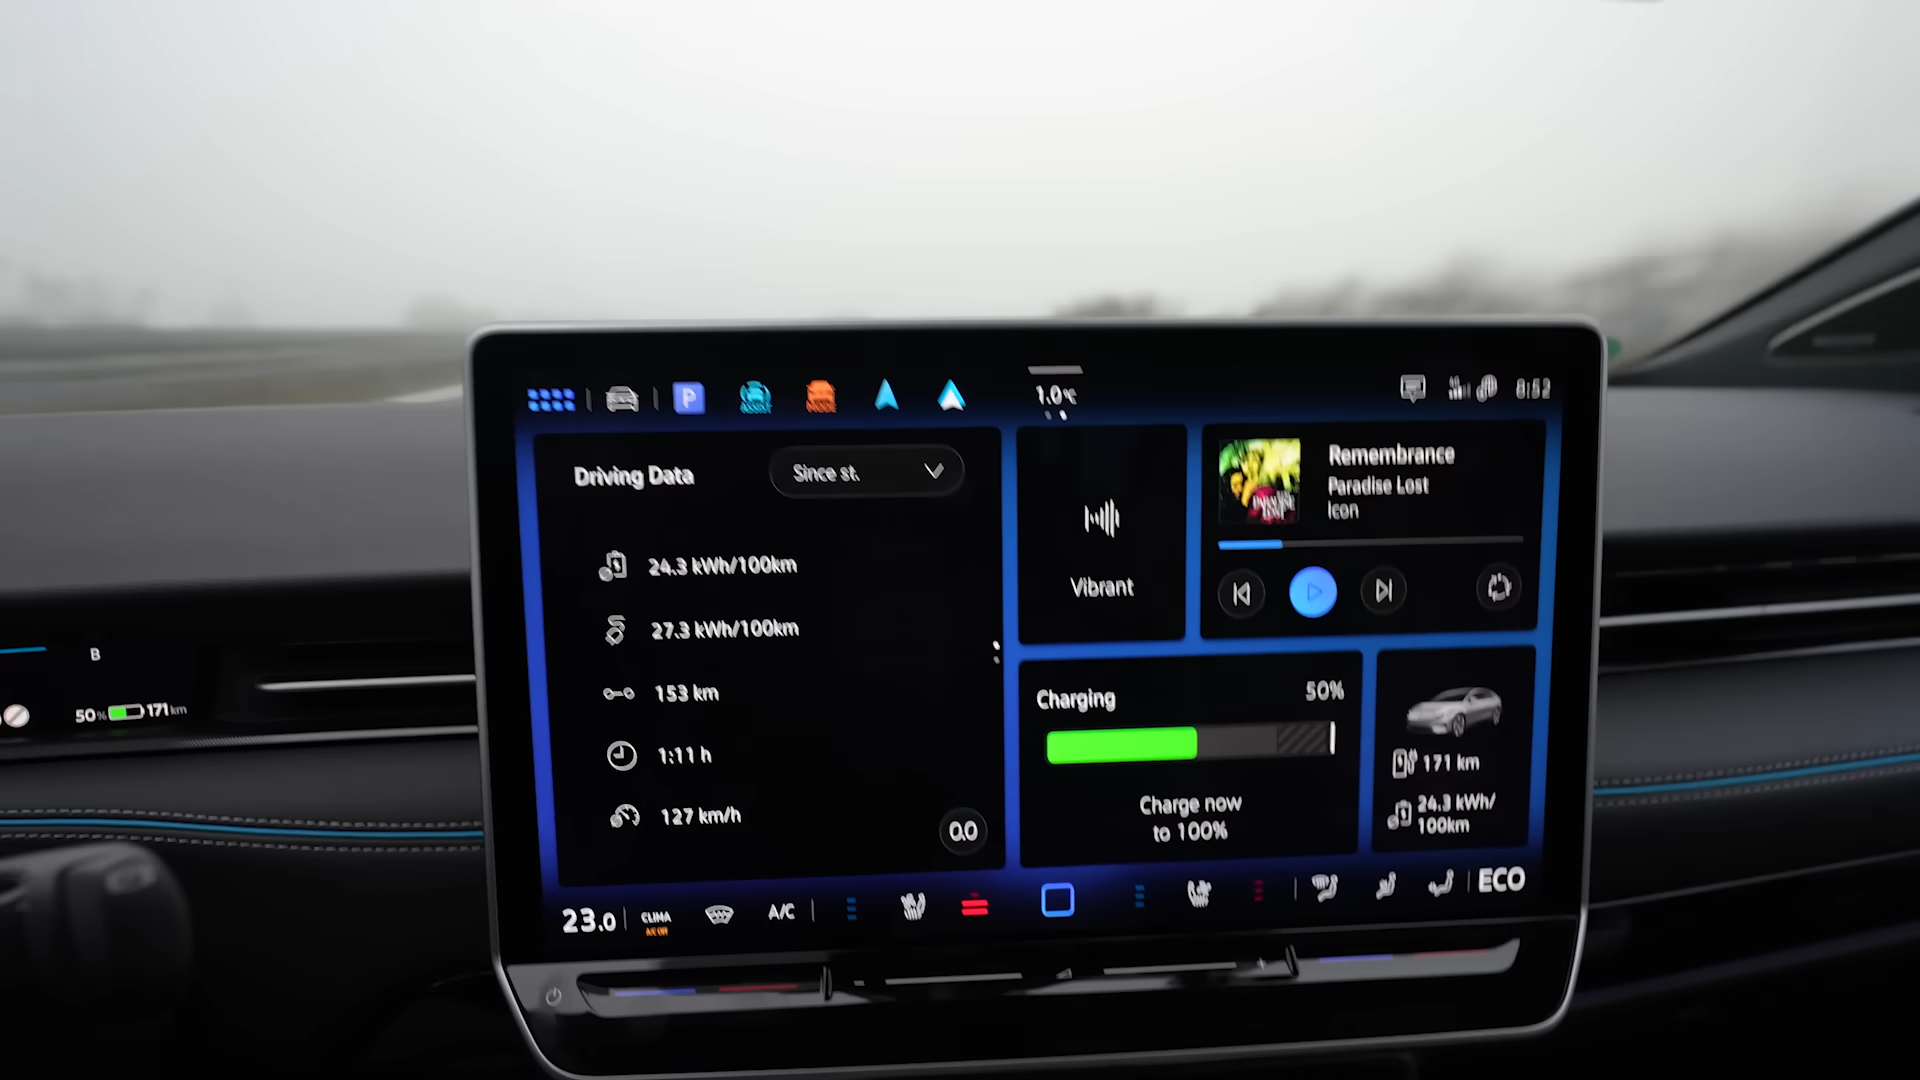 P
ASSIST
1.0°C
8:52
Driving Data
Since st.
24.3 kWh/100km
27.3 kWh/100km
153 km
1:11 h
127 km/h
0.0
Vibrant
Remembrance
Paradise Lost
Icon
Charging
50%
Charge now
to 100%
171 km
24.3 kWh/
100km
B
50% 171 km
23.0
CLIMA
A/C Off
A/C
ECO